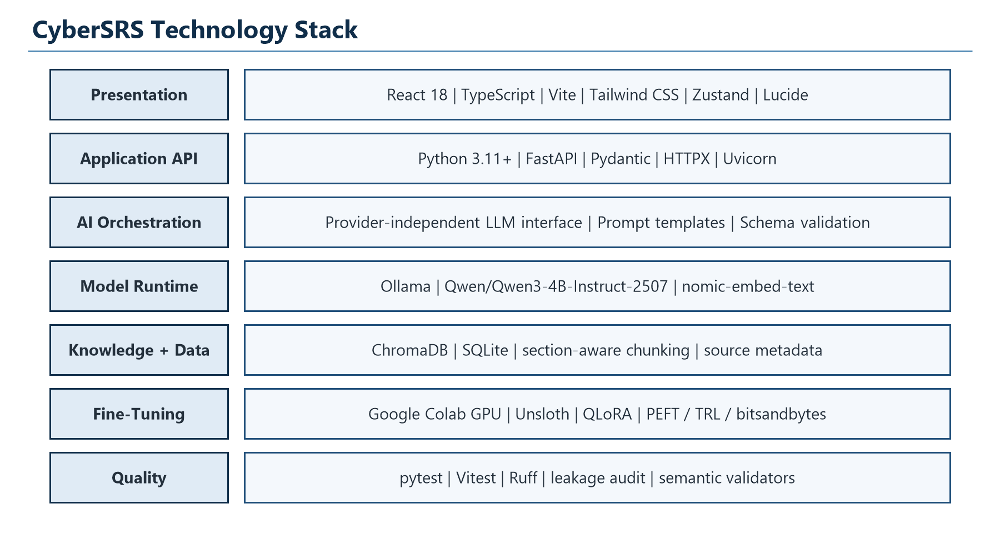 CyberSRS Technology Stack
Presentation
React 18 | TypeScript | Vite | Tailwind CSS | Zustand | Lucide
Application API
Python 3.11+ | FastAPI | Pydantic | HTTPX | Uvicorn
AI Orchestration
Provider-independent LLM interface | Prompt templates | Schema validation
Model Runtime
Ollama | Qwen/Qwen3-4B-Instruct-2507 | nomic-embed-text
Knowledge + Data
ChromaDB | SQLite | section-aware chunking | source metadata
Fine-Tuning
Google Colab GPU | Unsloth | QLoRA | PEFT / TRL / bitsandbytes
Quality
pytest | Vitest | Ruff | leakage audit | semantic validators